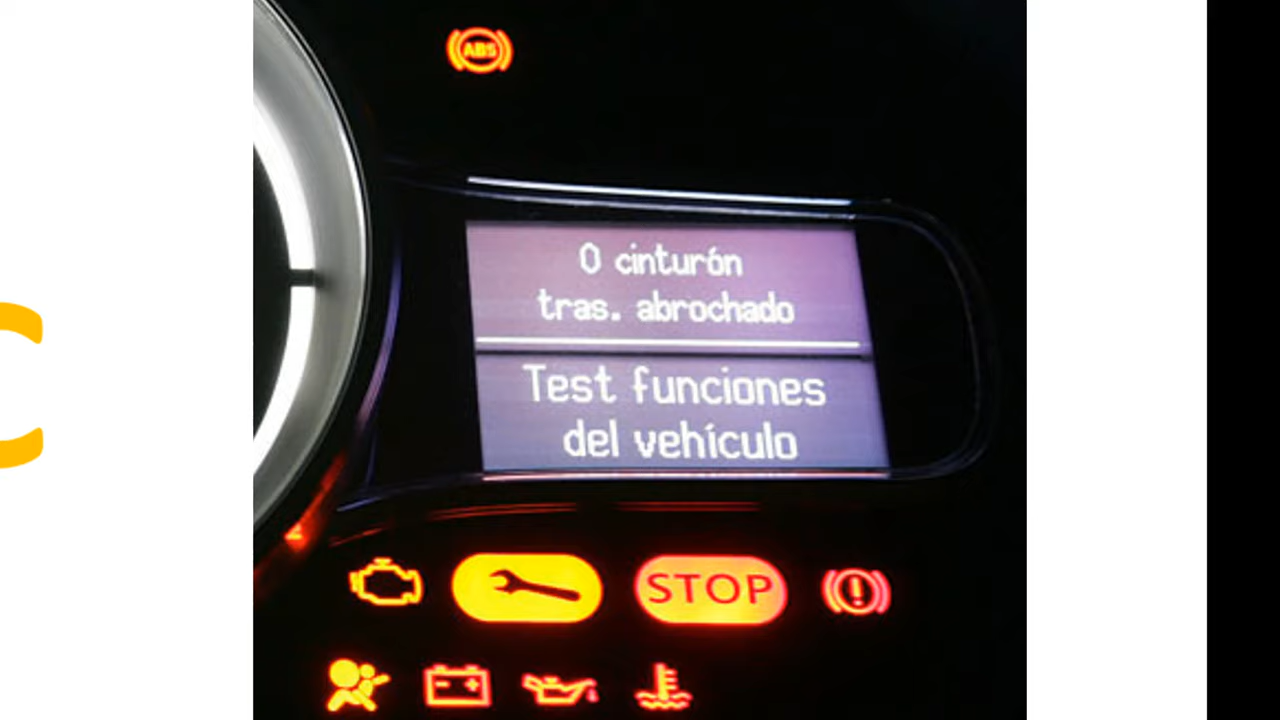 ABS
0 cinturón
tras. abrochado
Test funciones
del vehículo
STOP